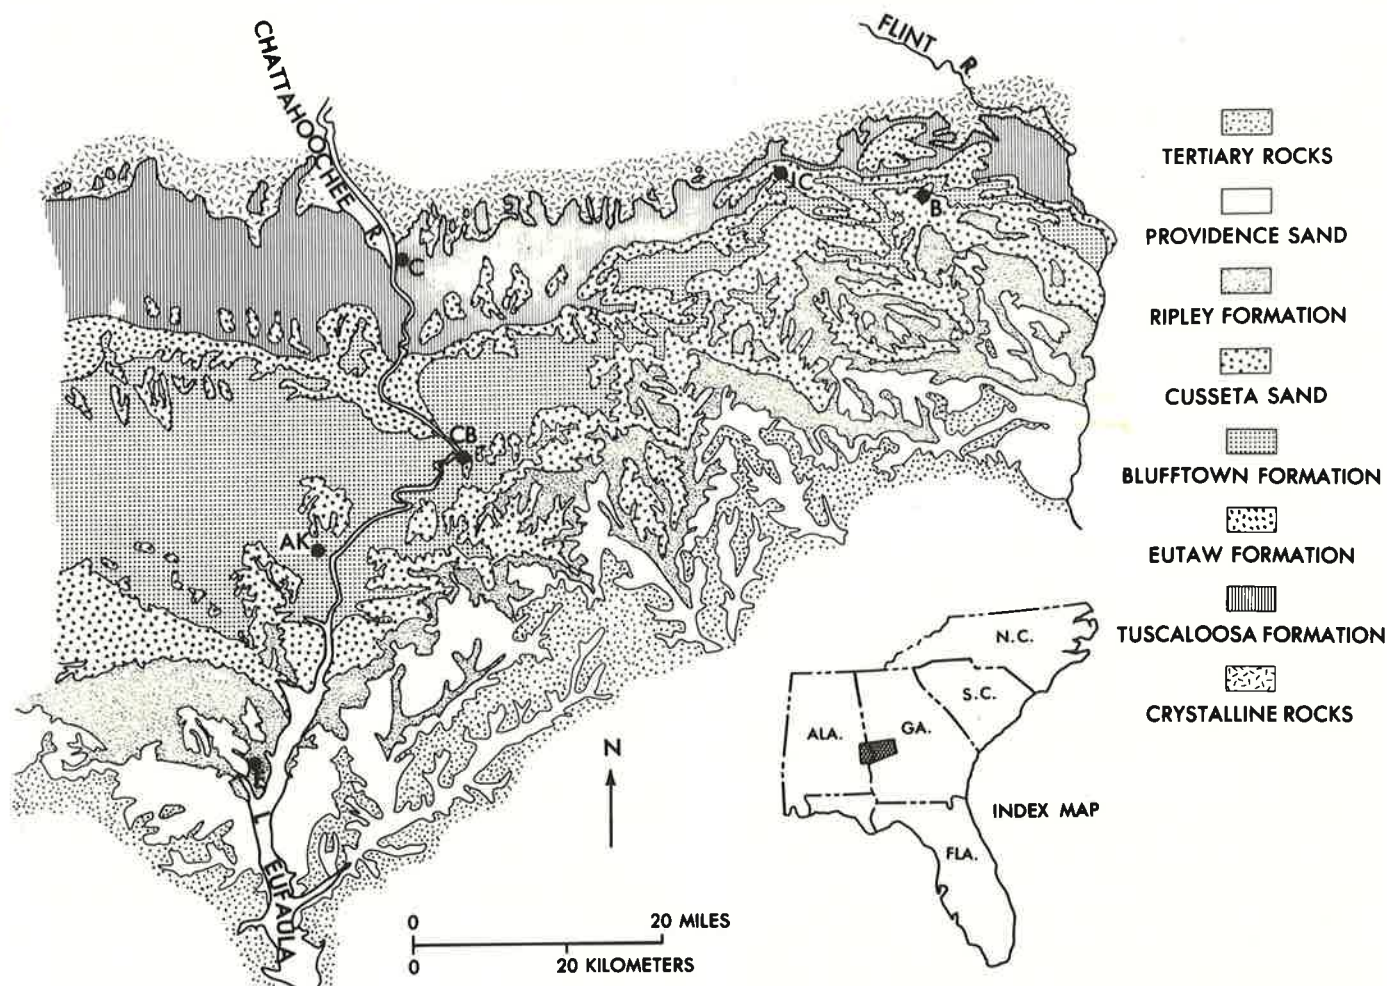 CHATTAHOOCHEE R.
FLINT R.
C
JC
B
CB
AK
E
L. EUFAULA
N
0 20 MILES
0 20 KILOMETERS
TERTIARY ROCKS
PROVIDENCE SAND
RIPLEY FORMATION
CUSSETA SAND
BLUFFTOWN FORMATION
EUTAW FORMATION
TUSCALOOSA FORMATION
CRYSTALLINE ROCKS
N.C.
S.C.
ALA.
GA.
FLA.
INDEX MAP